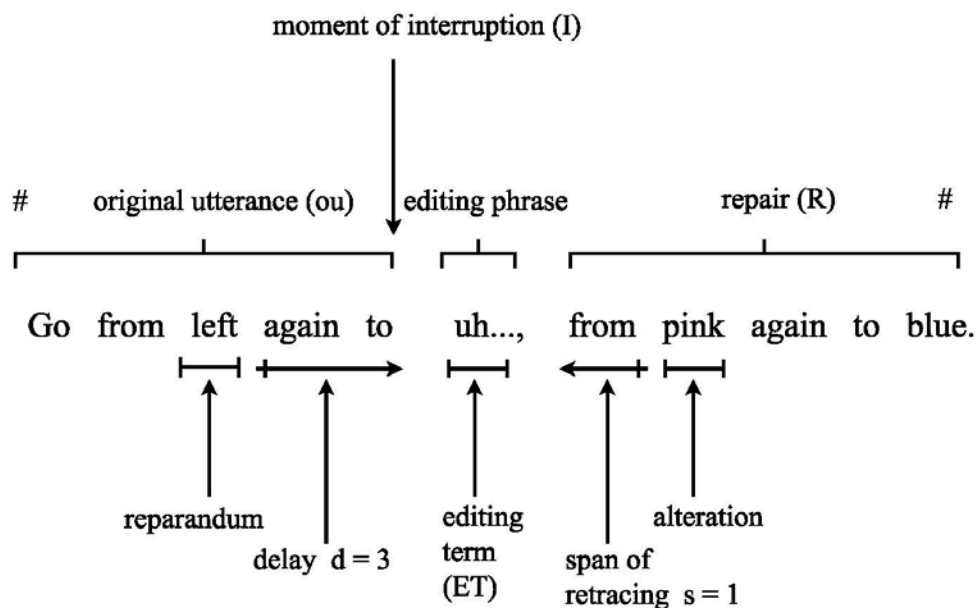 moment of interruption (I)
# original utterance (ou) editing phrase repair (R) #
Go from left again to uh..., from pink again to blue.
reparandum editing alteration
delay d = 3 term span of
(ET) retracing s = 1